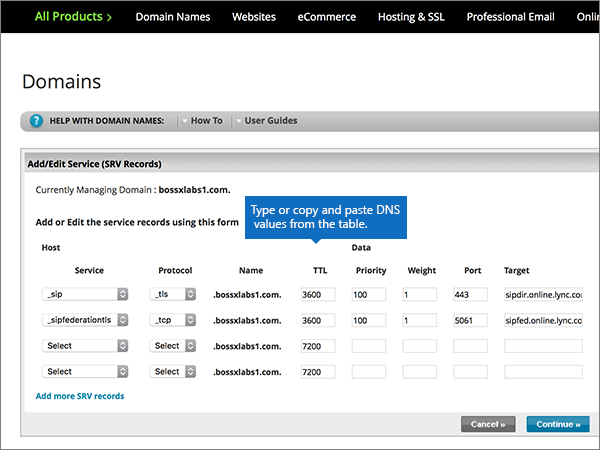 All Products > Domain Names Websites eCommerce Hosting & SSL Professional Email Onlin
Domains
? HELP WITH DOMAIN NAMES: How To User Guides
Add/Edit Service (SRV Records)
Currently Managing Domain : bossxlabs1.com.
Type or copy and paste DNS
values from the table.
Add or Edit the service records using this form
Host Data
Service Protocol Name TTL Priority Weight Port Target
_sip _tls .bossxlabs1.com. 3600 100 1 443 sipdir.online.lync.co
_sipfederationtls _tcp .bossxlabs1.com. 3600 100 1 5061 sipfed.online.lync.co
Select Select .bossxlabs1.com. 7200
Select Select .bossxlabs1.com. 7200
Add more SRV records
Cancel » Continue »